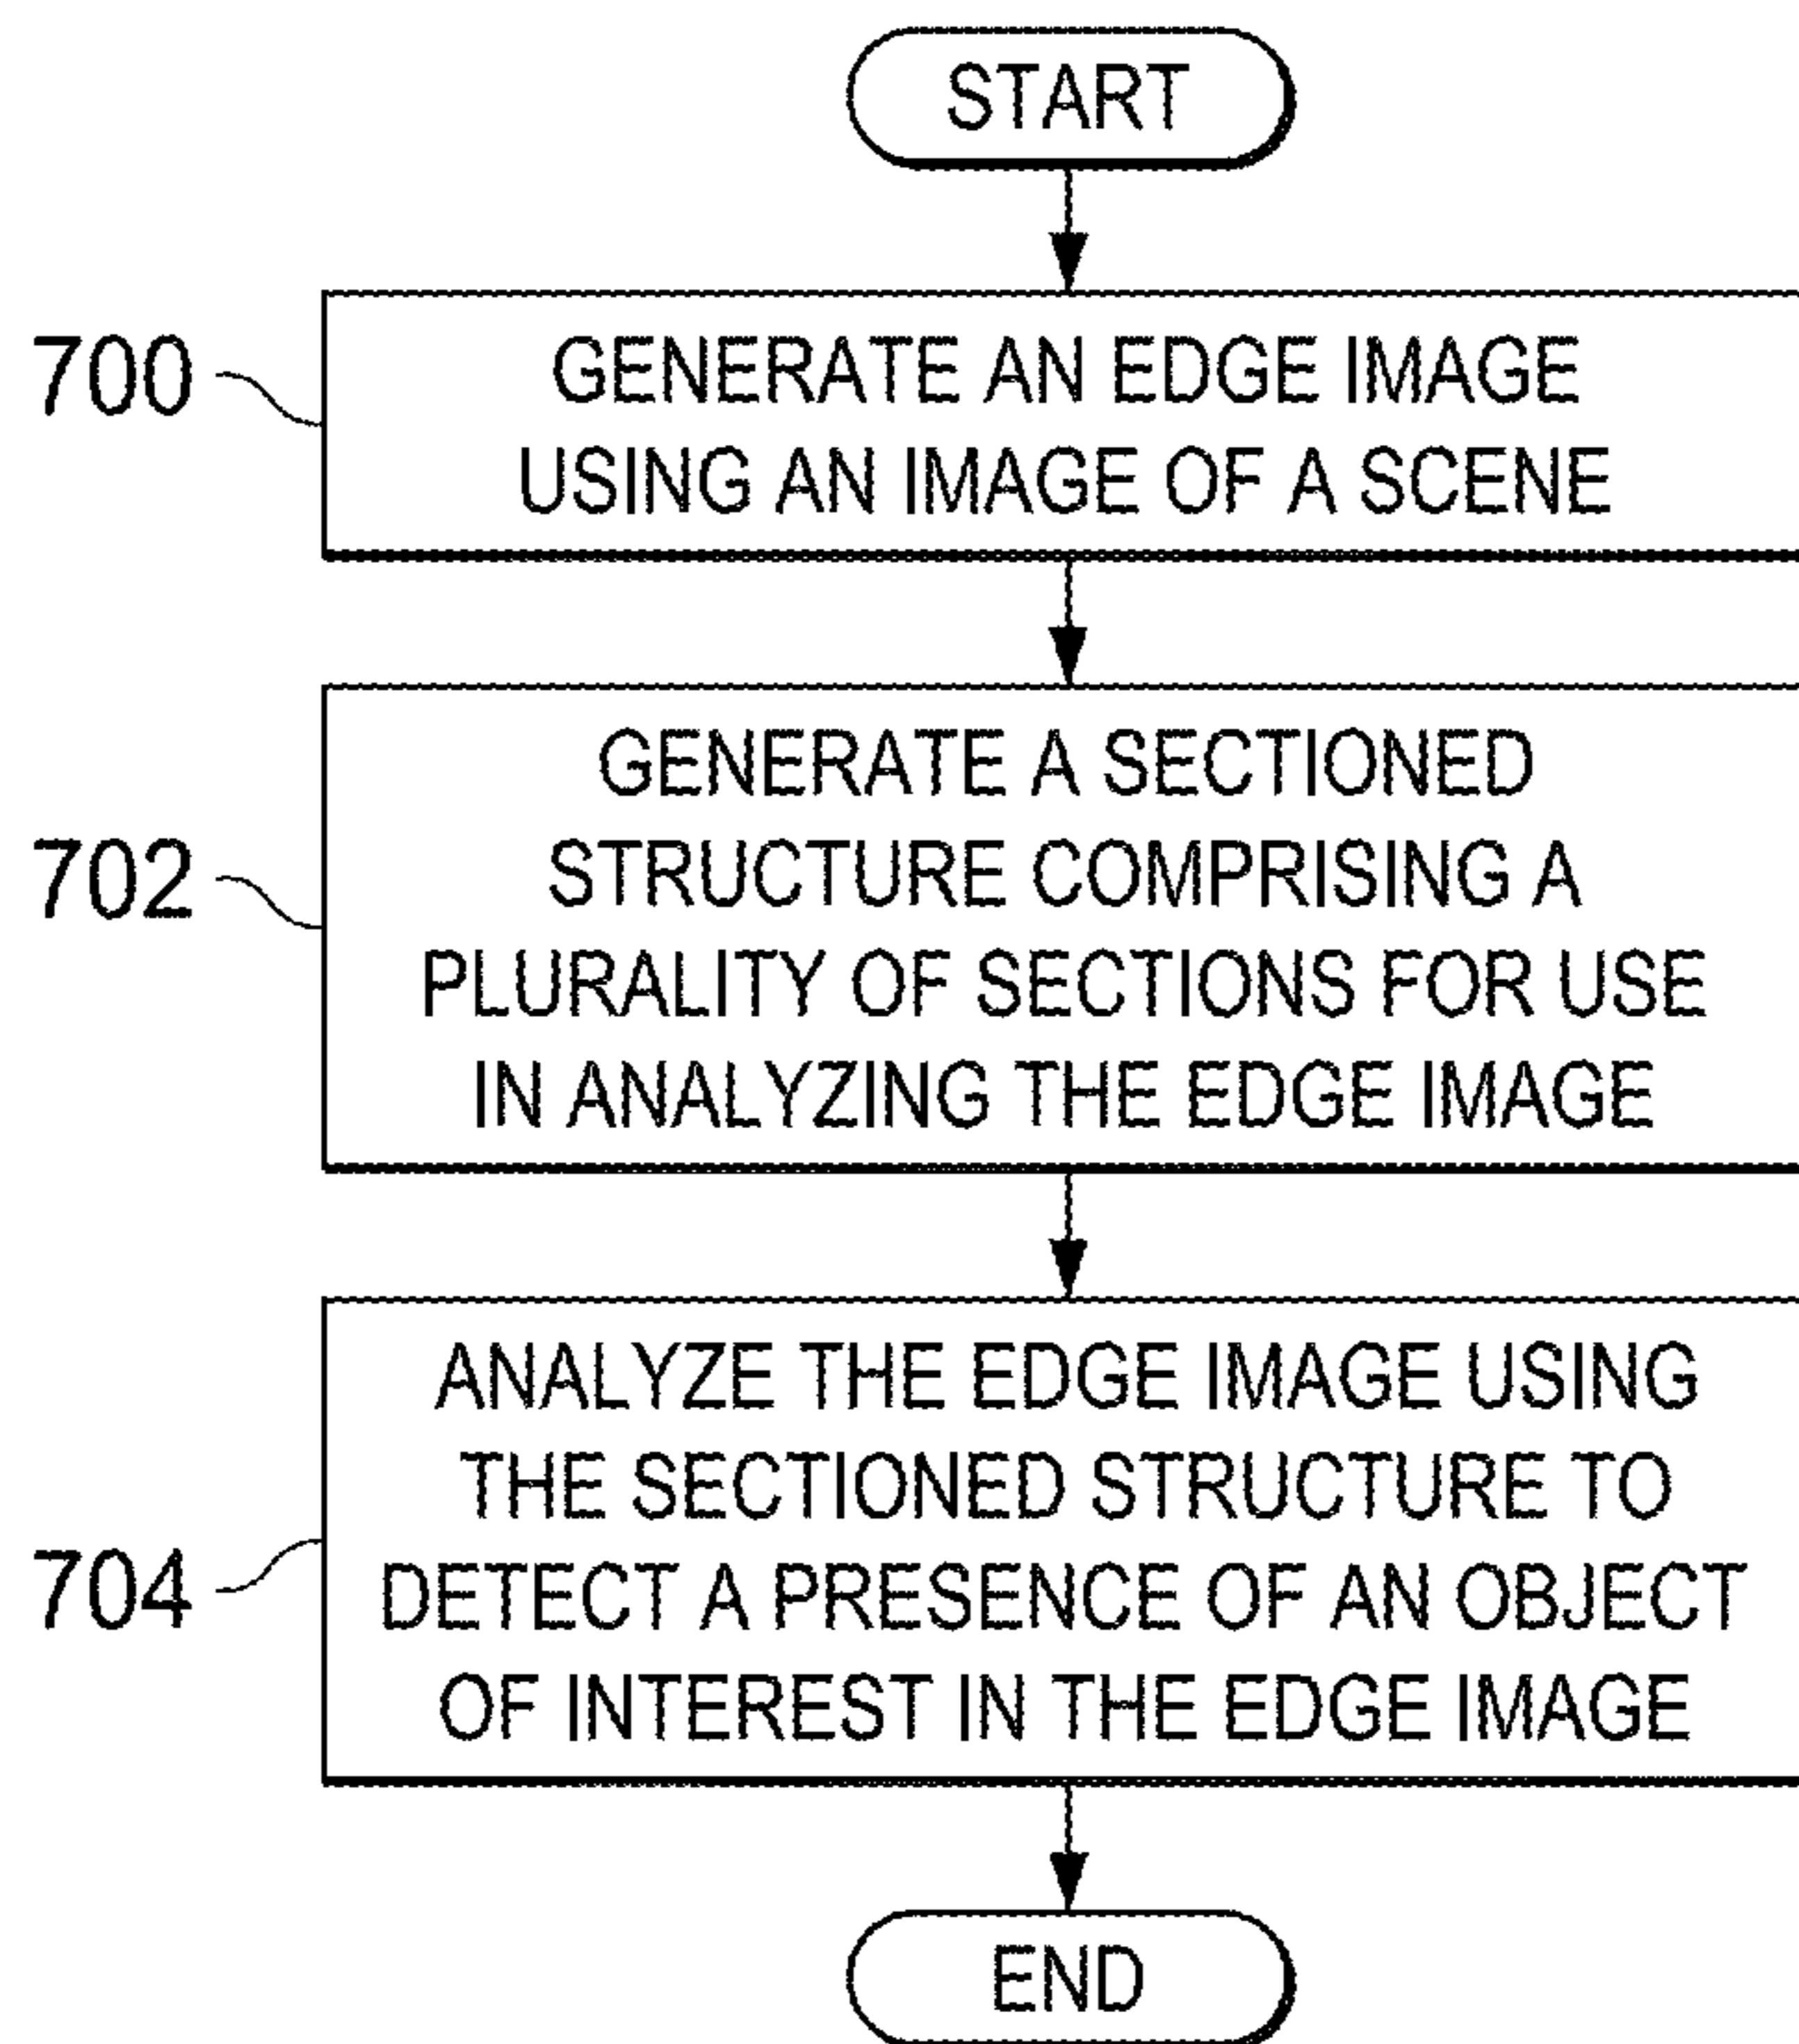 START
700
GENERATE AN EDGE IMAGE
USING AN IMAGE OF A SCENE
702
GENERATE A SECTIONED
STRUCTURE COMPRISING A
PLURALITY OF SECTIONS FOR USE
IN ANALYZING THE EDGE IMAGE
704
ANALYZE THE EDGE IMAGE USING
THE SECTIONED STRUCTURE TO
DETECT A PRESENCE OF AN OBJECT
OF INTEREST IN THE EDGE IMAGE
END